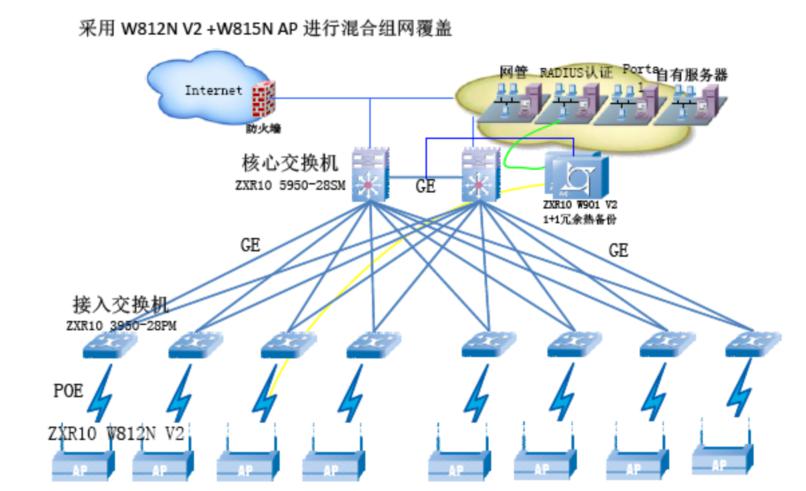 采用 W812N V2 +W815N AP 进行混合组网覆盖
网管
RADIUS认证
Porta
l
自有服务器
Internet
防火墙
核心交换机
ZXR10 5950-28SM
GE
ZXR10 W901 V2
1+1冗余热备份
GE
GE
接入交换机
ZXR10 3950-28PM
POE
ZXR10 W812N V2
AP
AP
AP
AP
AP
AP
AP
AP